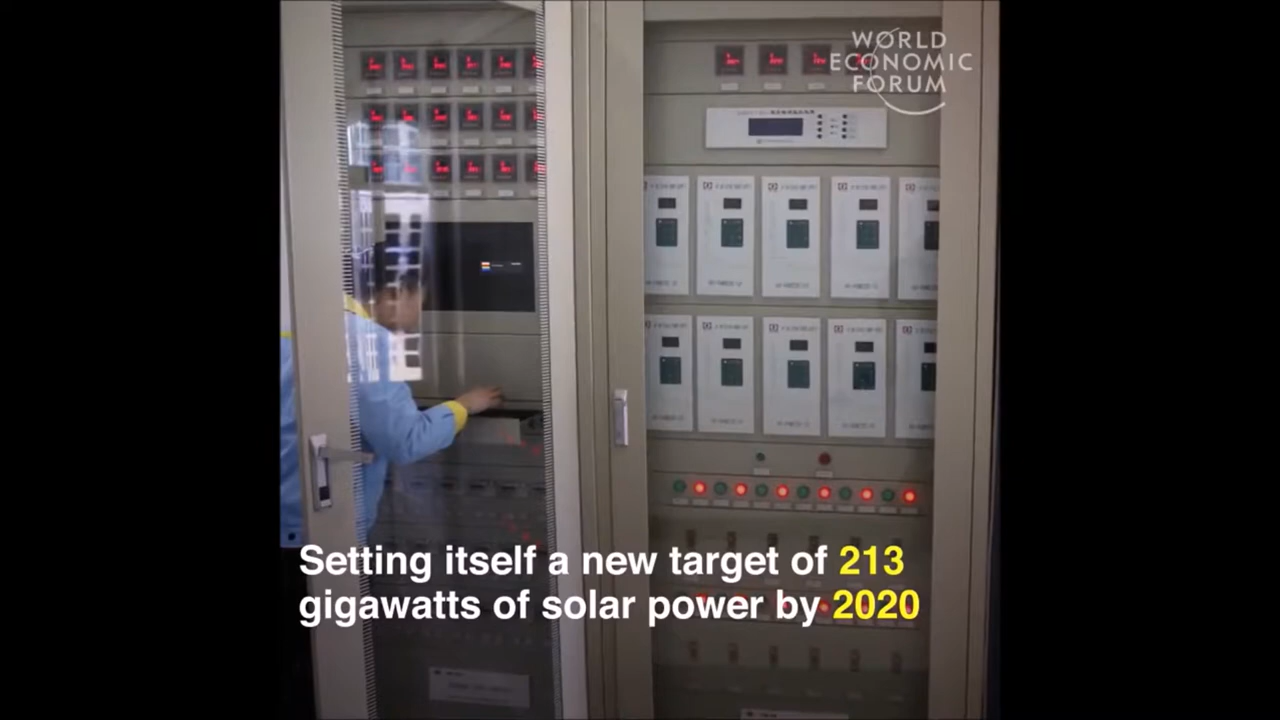 WORLD
ECONOMIC
FORUM
Setting itself a new target of 213
gigawatts of solar power by 2020